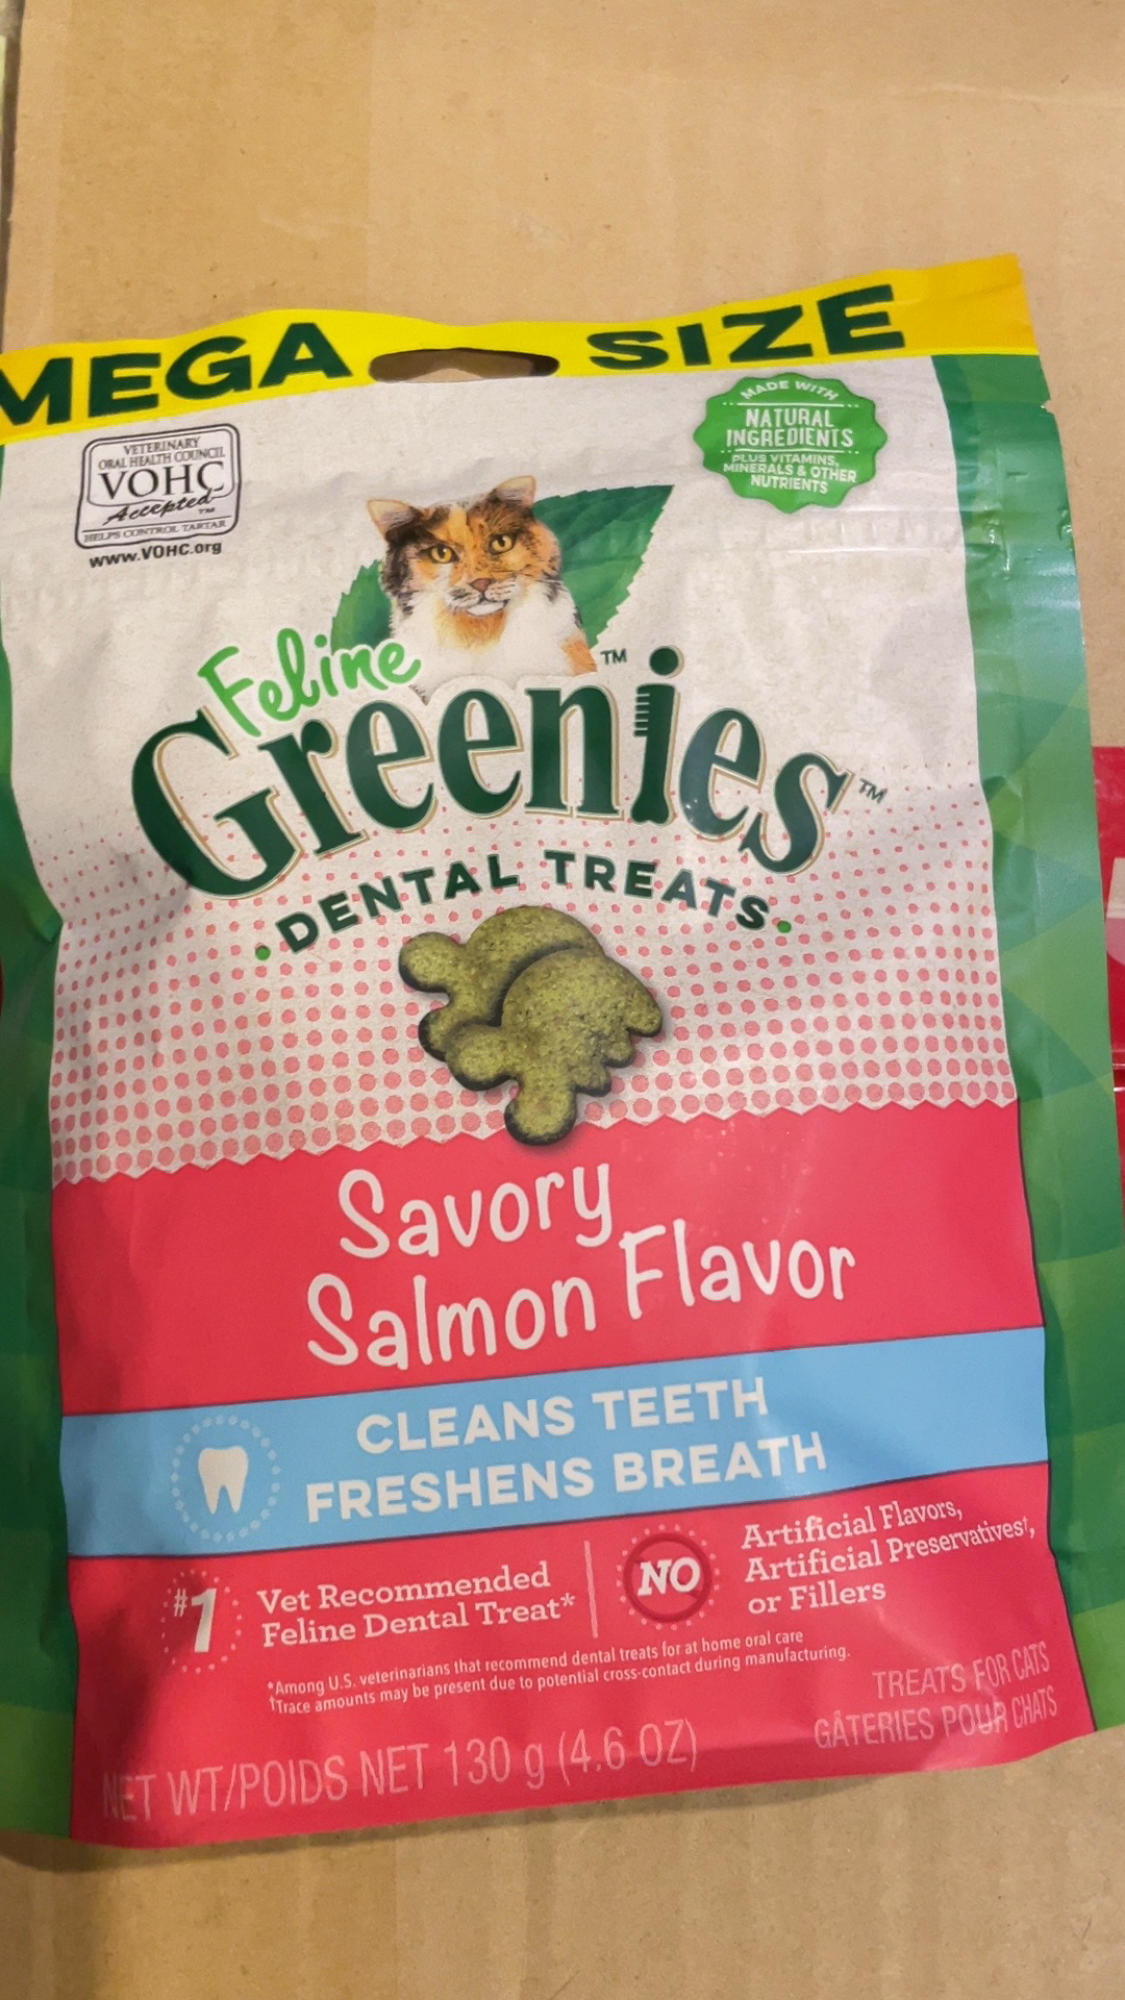 MEGA SIZE
VETERINARY
ORAL HEALTH COUNCIL
VOHC
Accepted™
HELPS CONTROL TARTAR
www.VOHC.org
MADE WITH
NATURAL
INGREDIENTS
PLUS VITAMINS,
MINERALS & OTHER
NUTRIENTS
Feline™
Greenies™
DENTAL TREATS
Savory
Salmon Flavor
CLEANS TEETH
FRESHENS BREATH
#1
Vet Recommended
Feline Dental Treat*
NO
Artificial Flavors,
Artificial Preservatives†,
or Fillers
*Among U.S. veterinarians that recommend dental treats for at home oral care
†Trace amounts may be present due to potential cross-contact during manufacturing.
TREATS FOR CATS
GÂTERIES POUR CHATS
NET WT/POIDS NET 130 g (4.6 OZ)